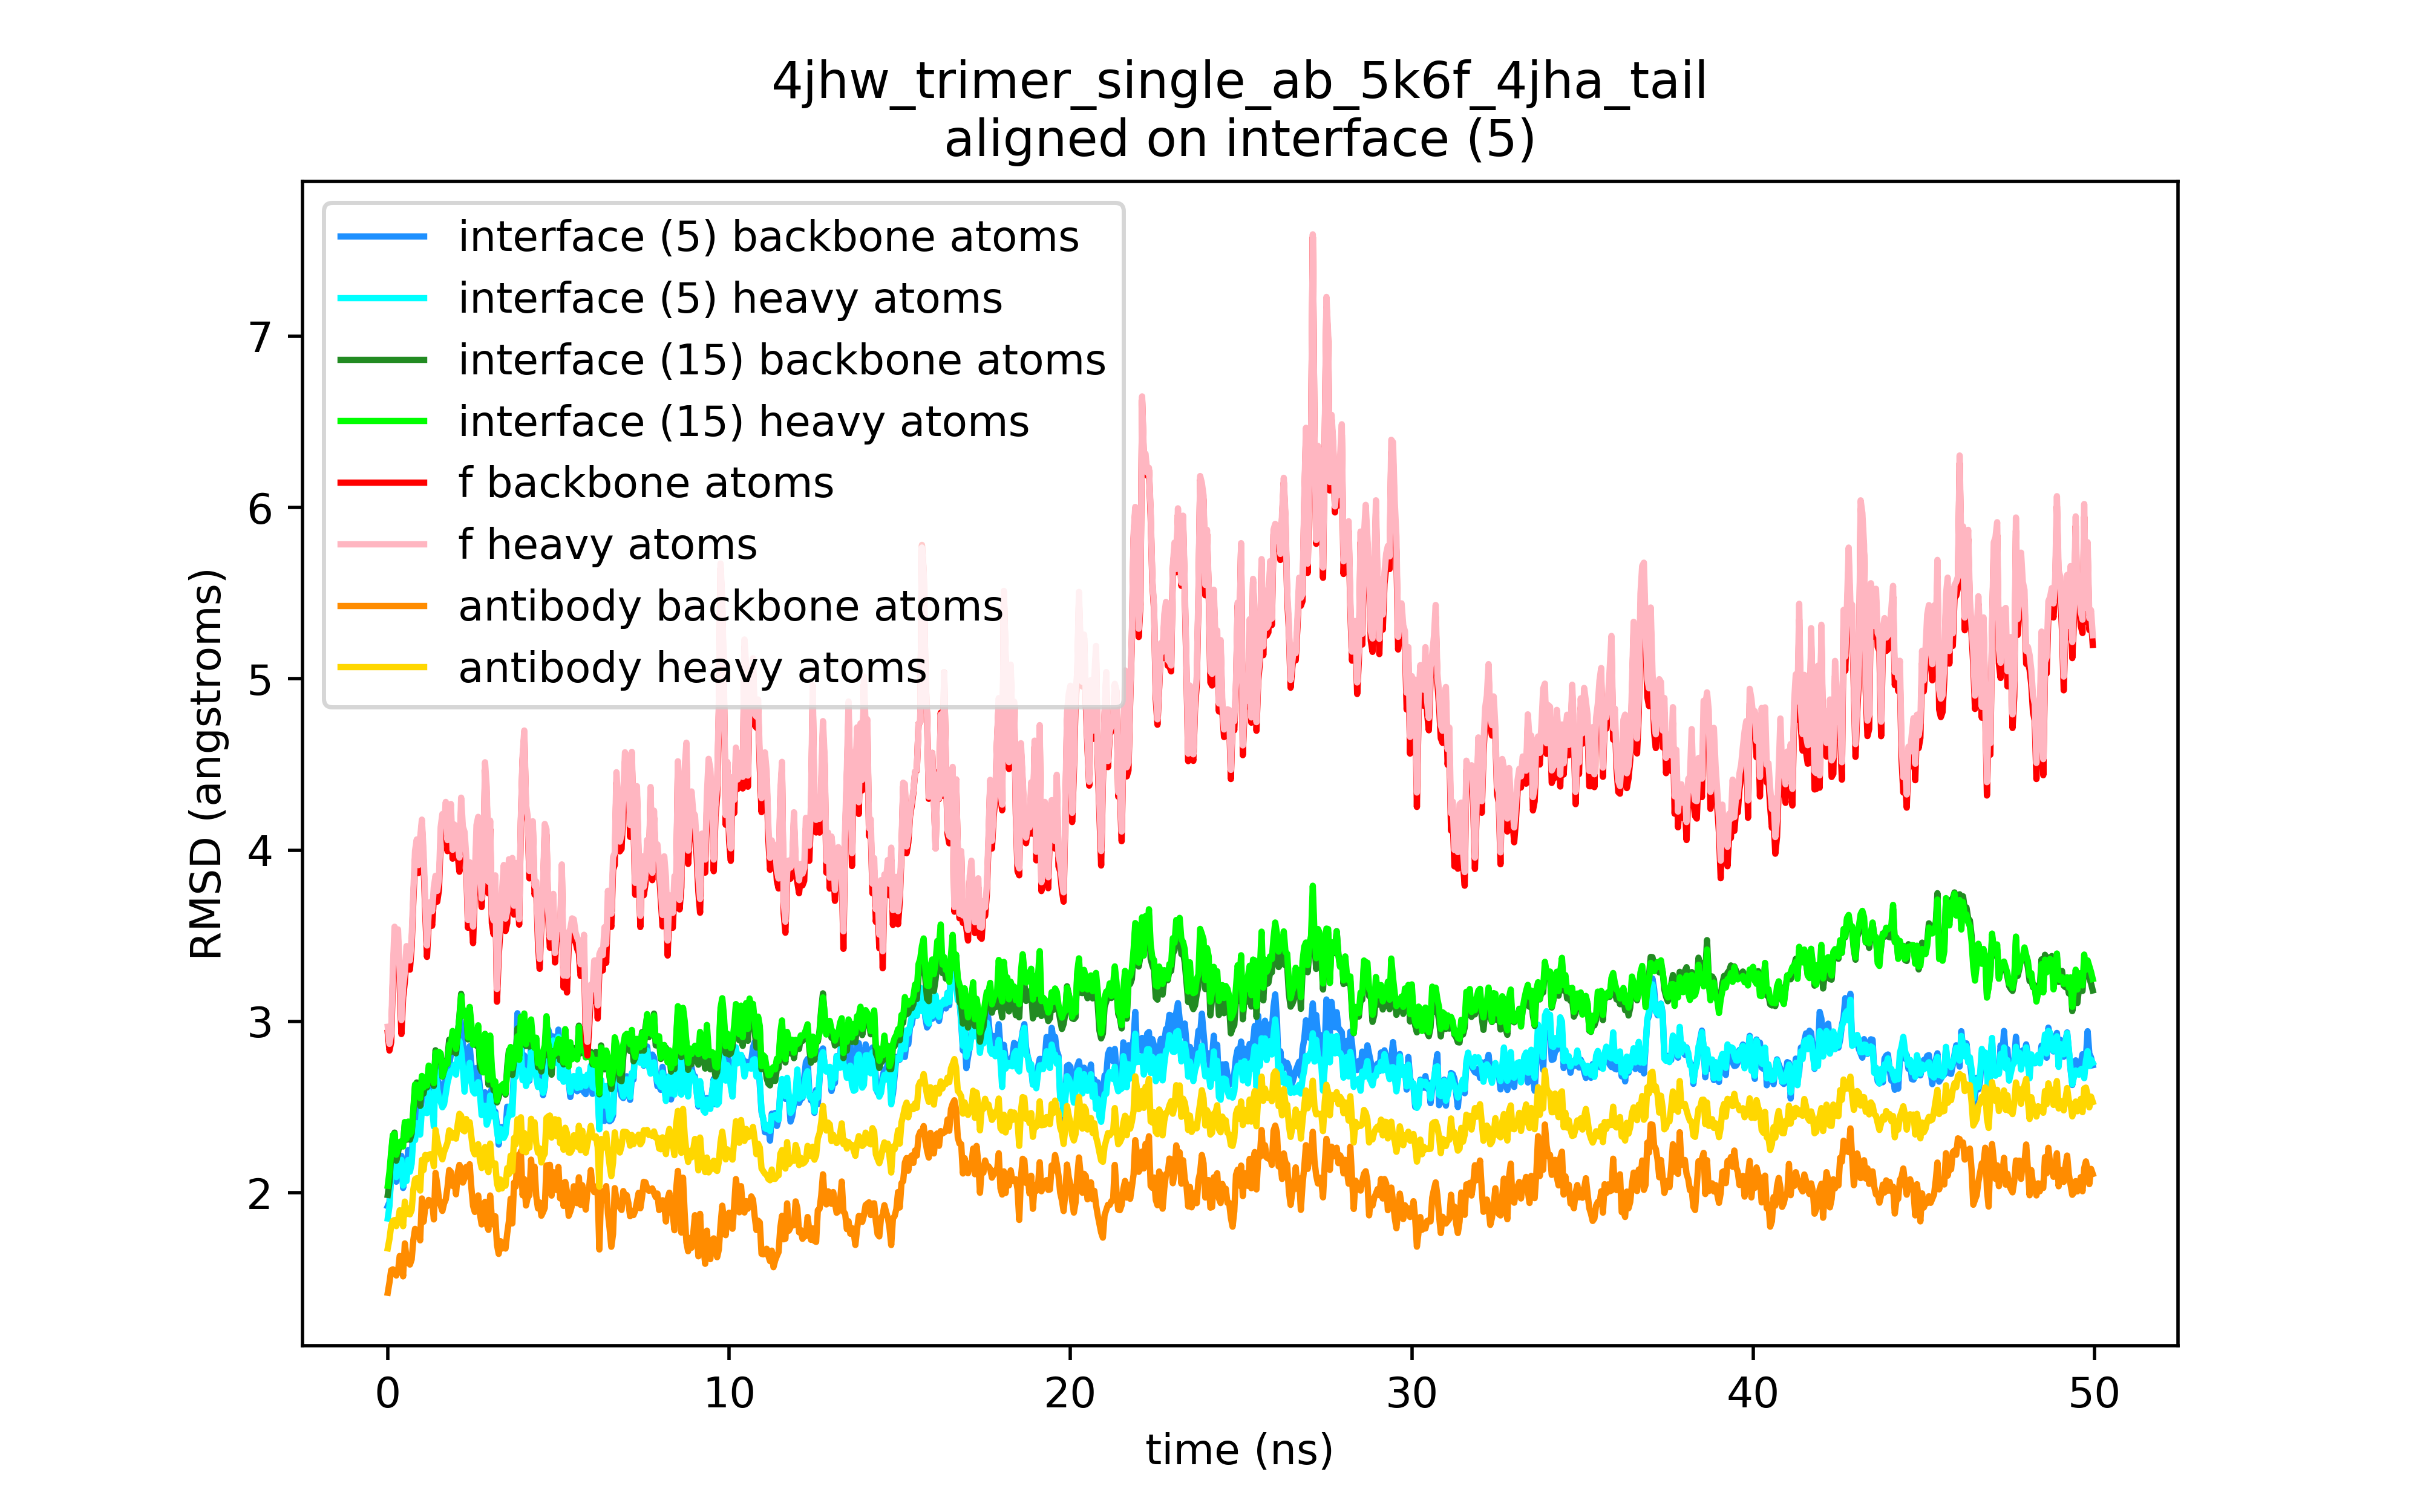 4jhw_trimer_single_ab_5k6f_4jha_tail
aligned on interface (5)
interface (5) backbone atoms
interface (5) heavy atoms
interface (15) backbone atoms
interface (15) heavy atoms
f backbone atoms
f heavy atoms
antibody backbone atoms
antibody heavy atoms
RMSD (angstroms)
7
6
5
4
3
2
0 10 20 30 40 50
time (ns)